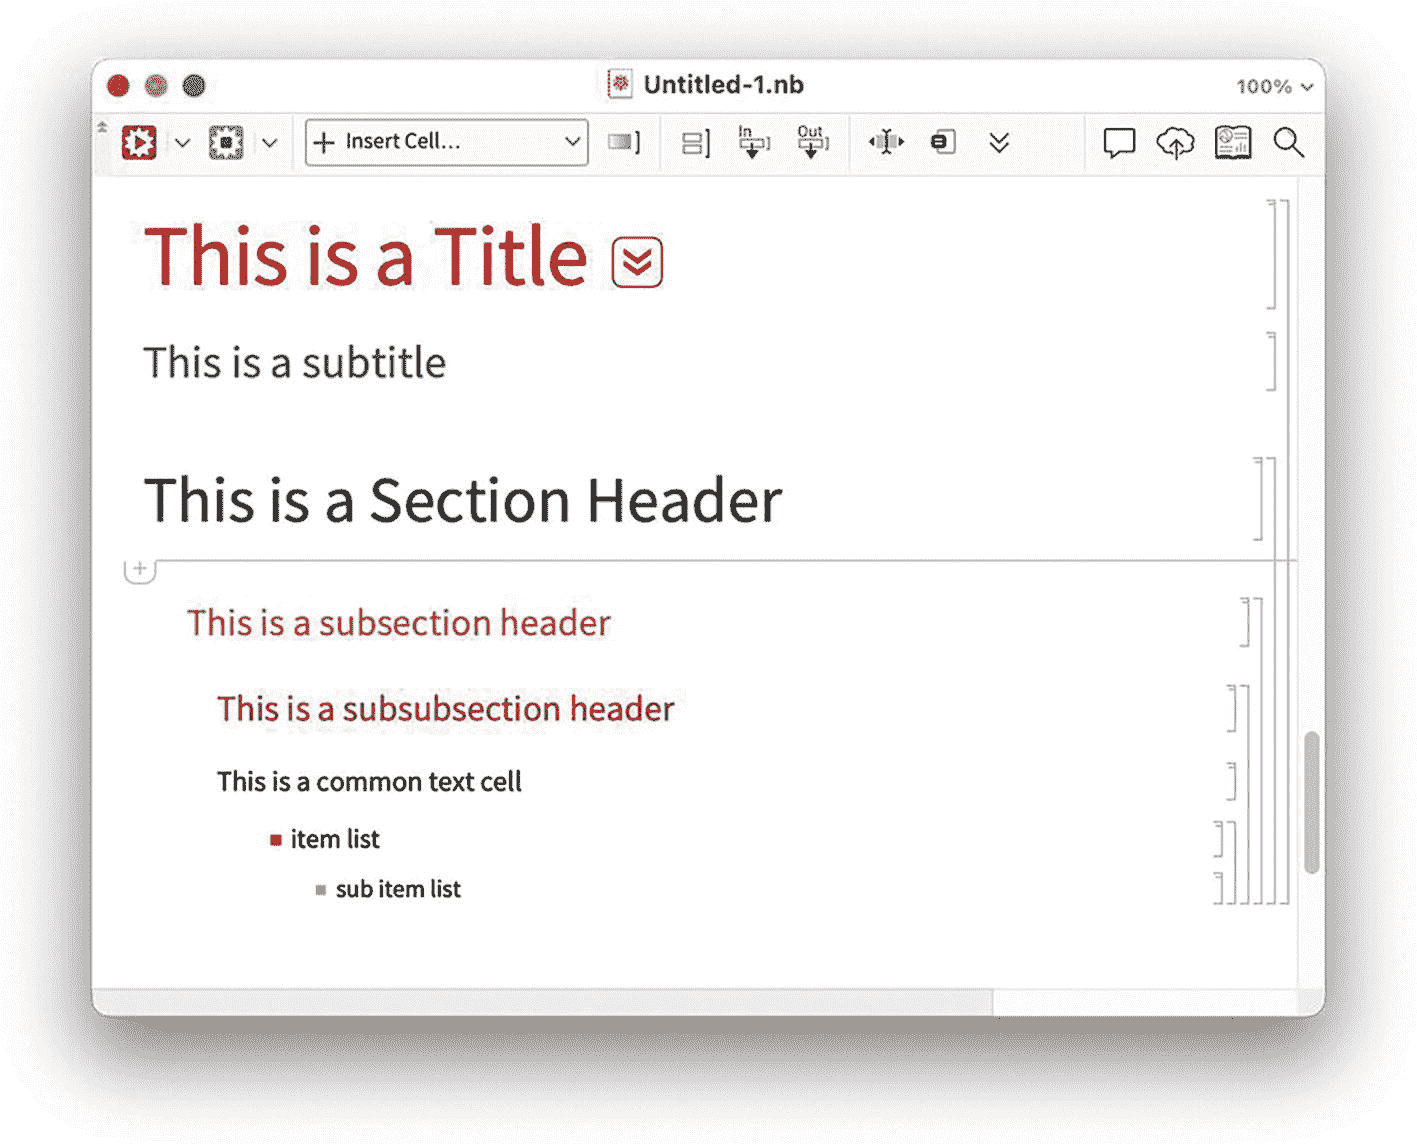 Untitled-1.nb
100%
Insert Cell...
In
Out
This is a Title
This is a subtitle
This is a Section Header
This is a subsection header
This is a subsubsection header
This is a common text cell
item list
sub item list